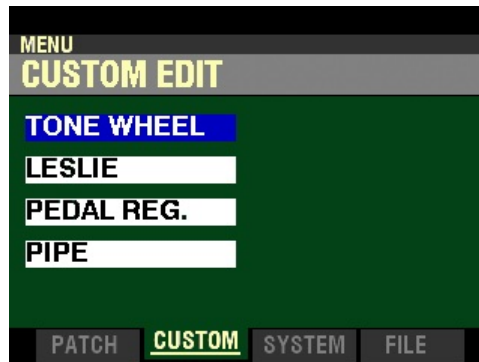 MENU
CUSTOM EDIT
TONE WHEEL
LESLIE
PEDAL REG.
PIPE
PATCH CUSTOM SYSTEM FILE